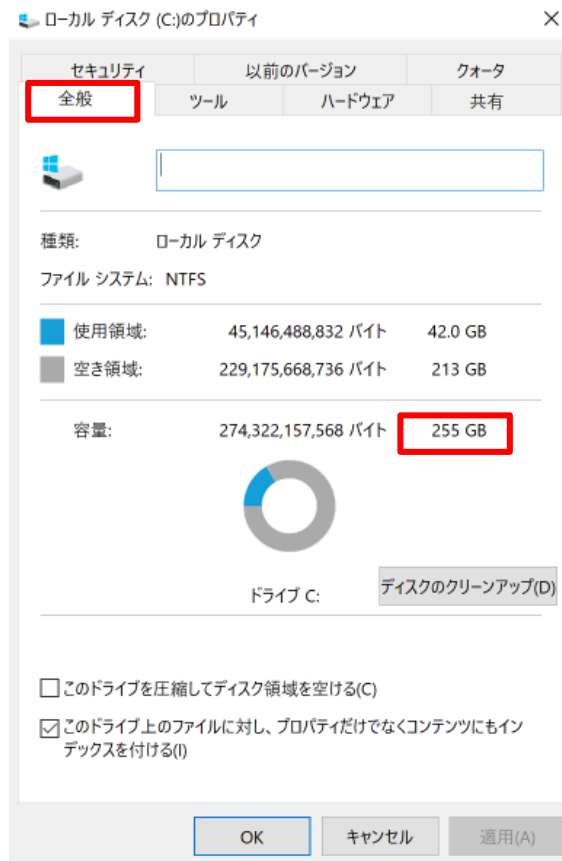 ローカル ディスク (C:)のプロパティ
セキュリティ 以前のバージョン クォータ
全般 ツール ハードウェア 共有
種類: ローカル ディスク
ファイル システム: NTFS
使用領域: 45,146,488,832 バイト 42.0 GB
空き領域: 229,175,668,736 バイト 213 GB
容量: 274,322,157,568 バイト 255 GB
ドライブ C:
ディスクのクリーンアップ(D)
このドライブを圧縮してディスク領域を空ける(C)
このドライブ上のファイルに対し、プロパティだけでなくコンテンツにもイン
デックスを付ける(I)
OK キャンセル 適用(A)